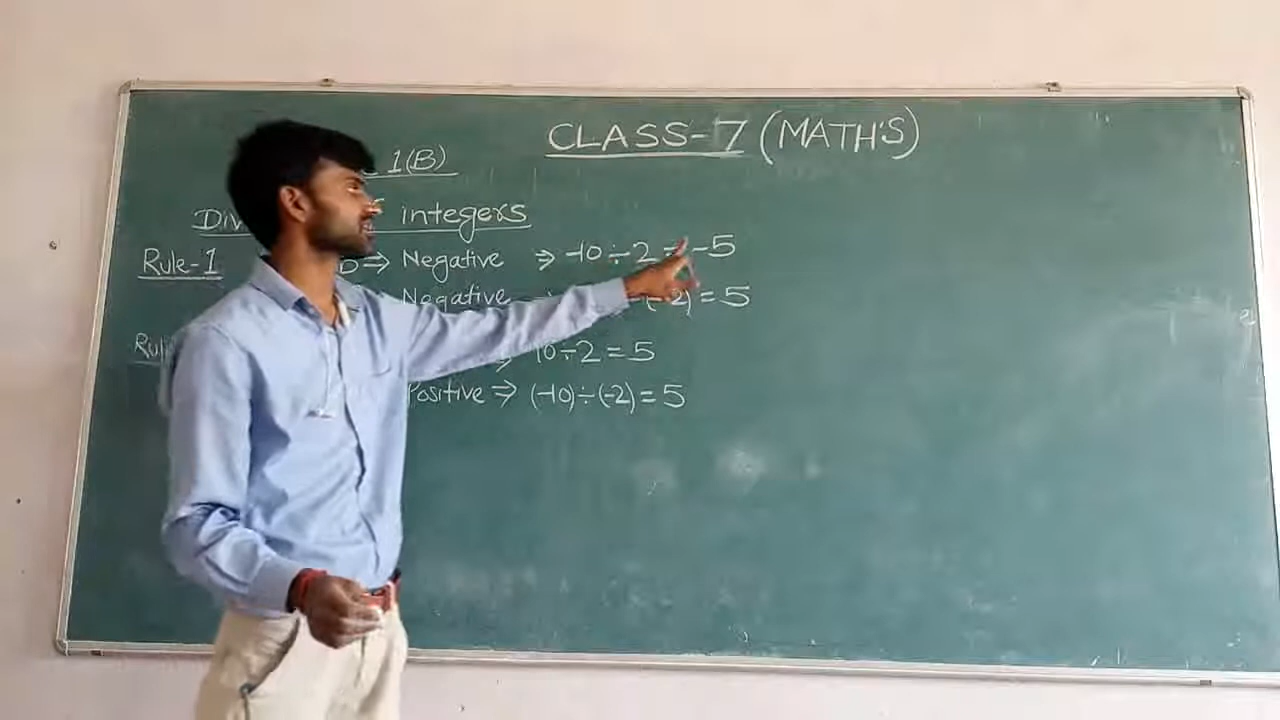 CLASS-7 (MATH'S)
1(B)
Div integers
Rule-1 ⇒ Negative ⇒ -10÷2 = -5
Negative (-2) = 5
Rul 10÷2 = 5
Positive ⇒ (-10)÷(-2) = 5